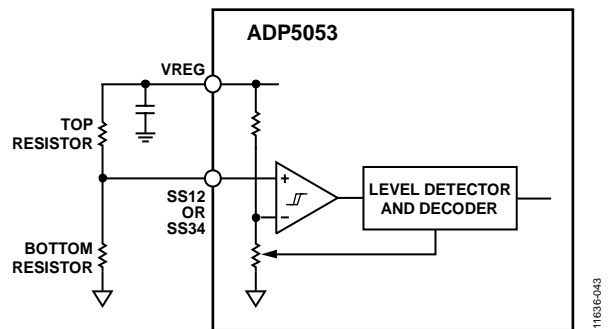 ADP5053
VREG
TOP
RESISTOR
SS12
OR
SS34
+
−
LEVEL DETECTOR
AND DECODER
BOTTOM
RESISTOR
11636-043